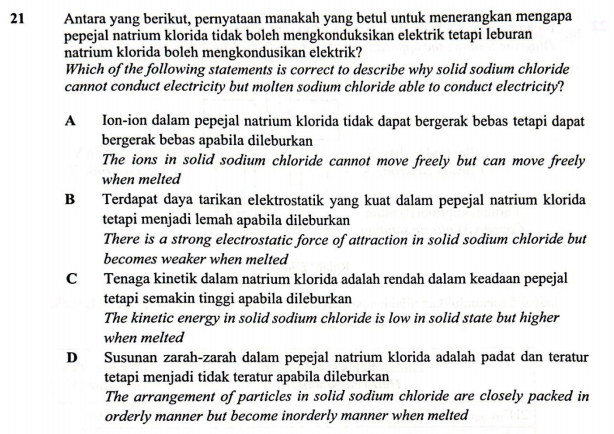 21 Antara yang berikut, pernyataan manakah yang betul untuk menerangkan mengapa
pepejal natrium klorida tidak boleh mengkonduksikan elektrik tetapi leburan
natrium klorida boleh mengkondusikan elektrik?
Which of the following statements is correct to describe why solid sodium chloride
cannot conduct electricity but molten sodium chloride able to conduct electricity?
A Ion-ion dalam pepejal natrium klorida tidak dapat bergerak bebas tetapi dapat
bergerak bebas apabila dileburkan
The ions in solid sodium chloride cannot move freely but can move freely
when melted
B Terdapat daya tarikan elektrostatik yang kuat dalam pepejal natrium klorida
tetapi menjadi lemah apabila dileburkan
There is a strong electrostatic force of attraction in solid sodium chloride but
becomes weaker when melted
C Tenaga kinetik dalam natrium klorida adalah rendah dalam keadaan pepejal
tetapi semakin tinggi apabila dileburkan
The kinetic energy in solid sodium chloride is low in solid state but higher
when melted
D Susunan zarah-zarah dalam pepejal natrium klorida adalah padat dan teratur
tetapi menjadi tidak teratur apabila dileburkan
The arrangement of particles in solid sodium chloride are closely packed in
orderly manner but become inorderly manner when melted